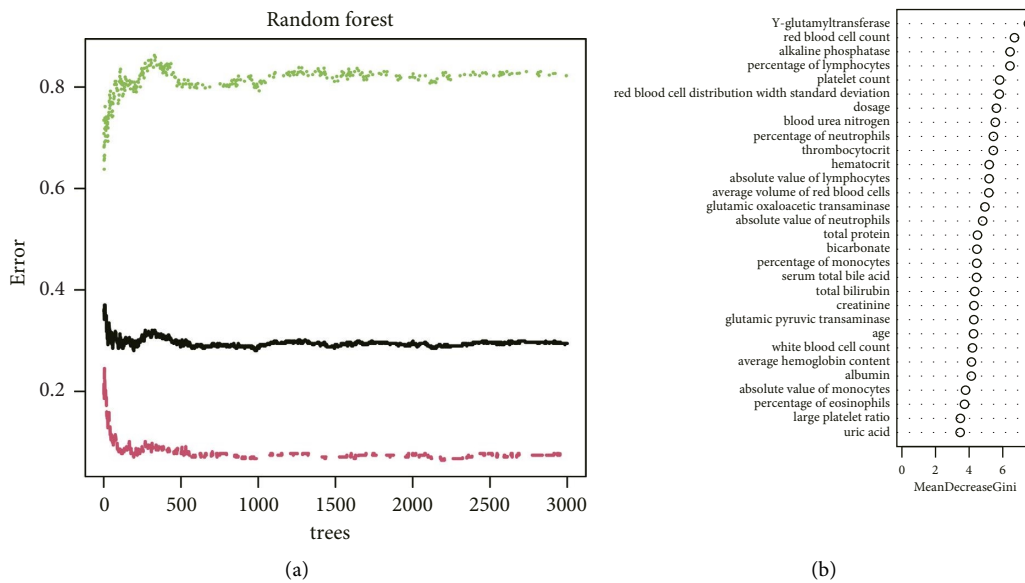 Random forest
Error
0.8
0.6
0.4
0.2
0 500 1000 1500 2000 2500 3000
trees
(a)
Y-glutamyltransferase
red blood cell count
alkaline phosphatase
percentage of lymphocytes
platelet count
red blood cell distribution width standard deviation
dosage
blood urea nitrogen
percentage of neutrophils
thrombocytocrit
hematocrit
absolute value of lymphocytes
average volume of red blood cells
glutamic oxaloacetic transaminase
absolute value of neutrophils
total protein
bicarbonate
percentage of monocytes
serum total bile acid
total bilirubin
creatinine
glutamic pyruvic transaminase
age
white blood cell count
average hemoglobin content
albumin
absolute value of monocytes
percentage of eosinophils
large platelet ratio
uric acid
0 2 4 6
MeanDecreaseGini
(b)